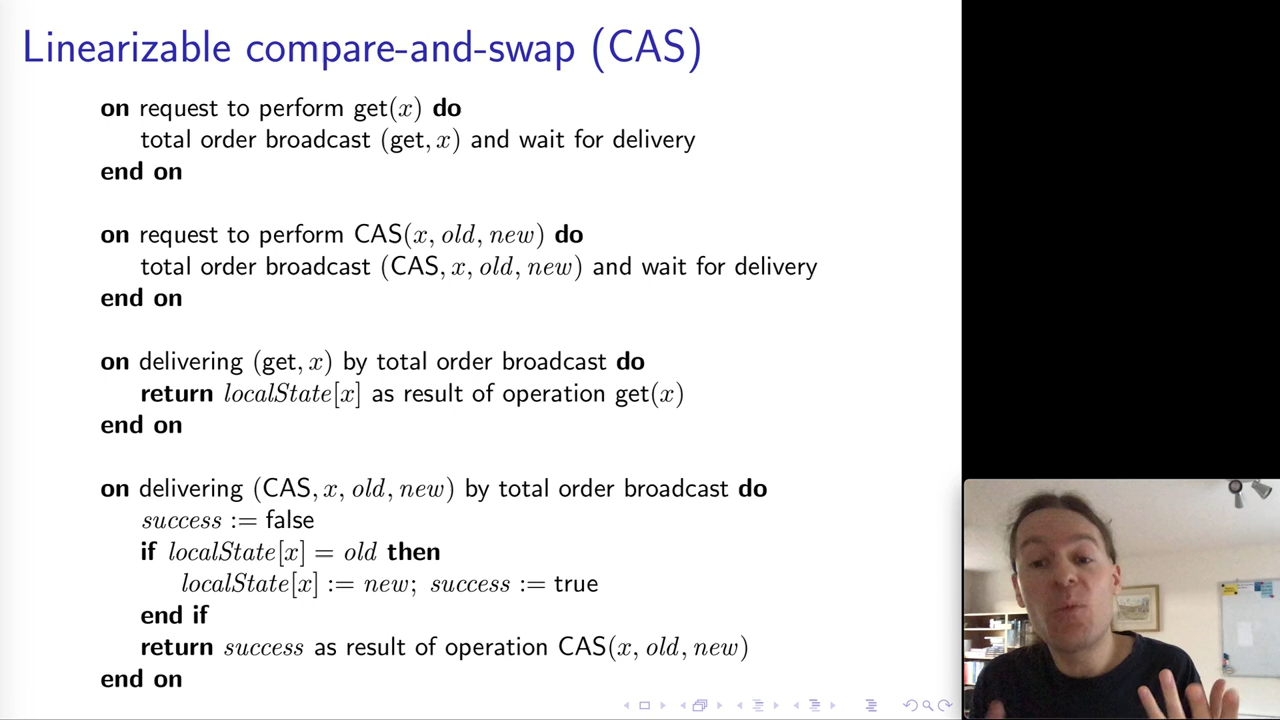 Linearizable compare-and-swap (CAS)
on request to perform get(x) do
total order broadcast (get, x) and wait for delivery
end on
on request to perform CAS(x, old, new) do
total order broadcast (CAS, x, old, new) and wait for delivery
end on
on delivering (get, x) by total order broadcast do
return localState[x] as result of operation get(x)
end on
on delivering (CAS, x, old, new) by total order broadcast do
success := false
if localState[x] = old then
localState[x] := new; success := true
end if
return success as result of operation CAS(x, old, new)
end on